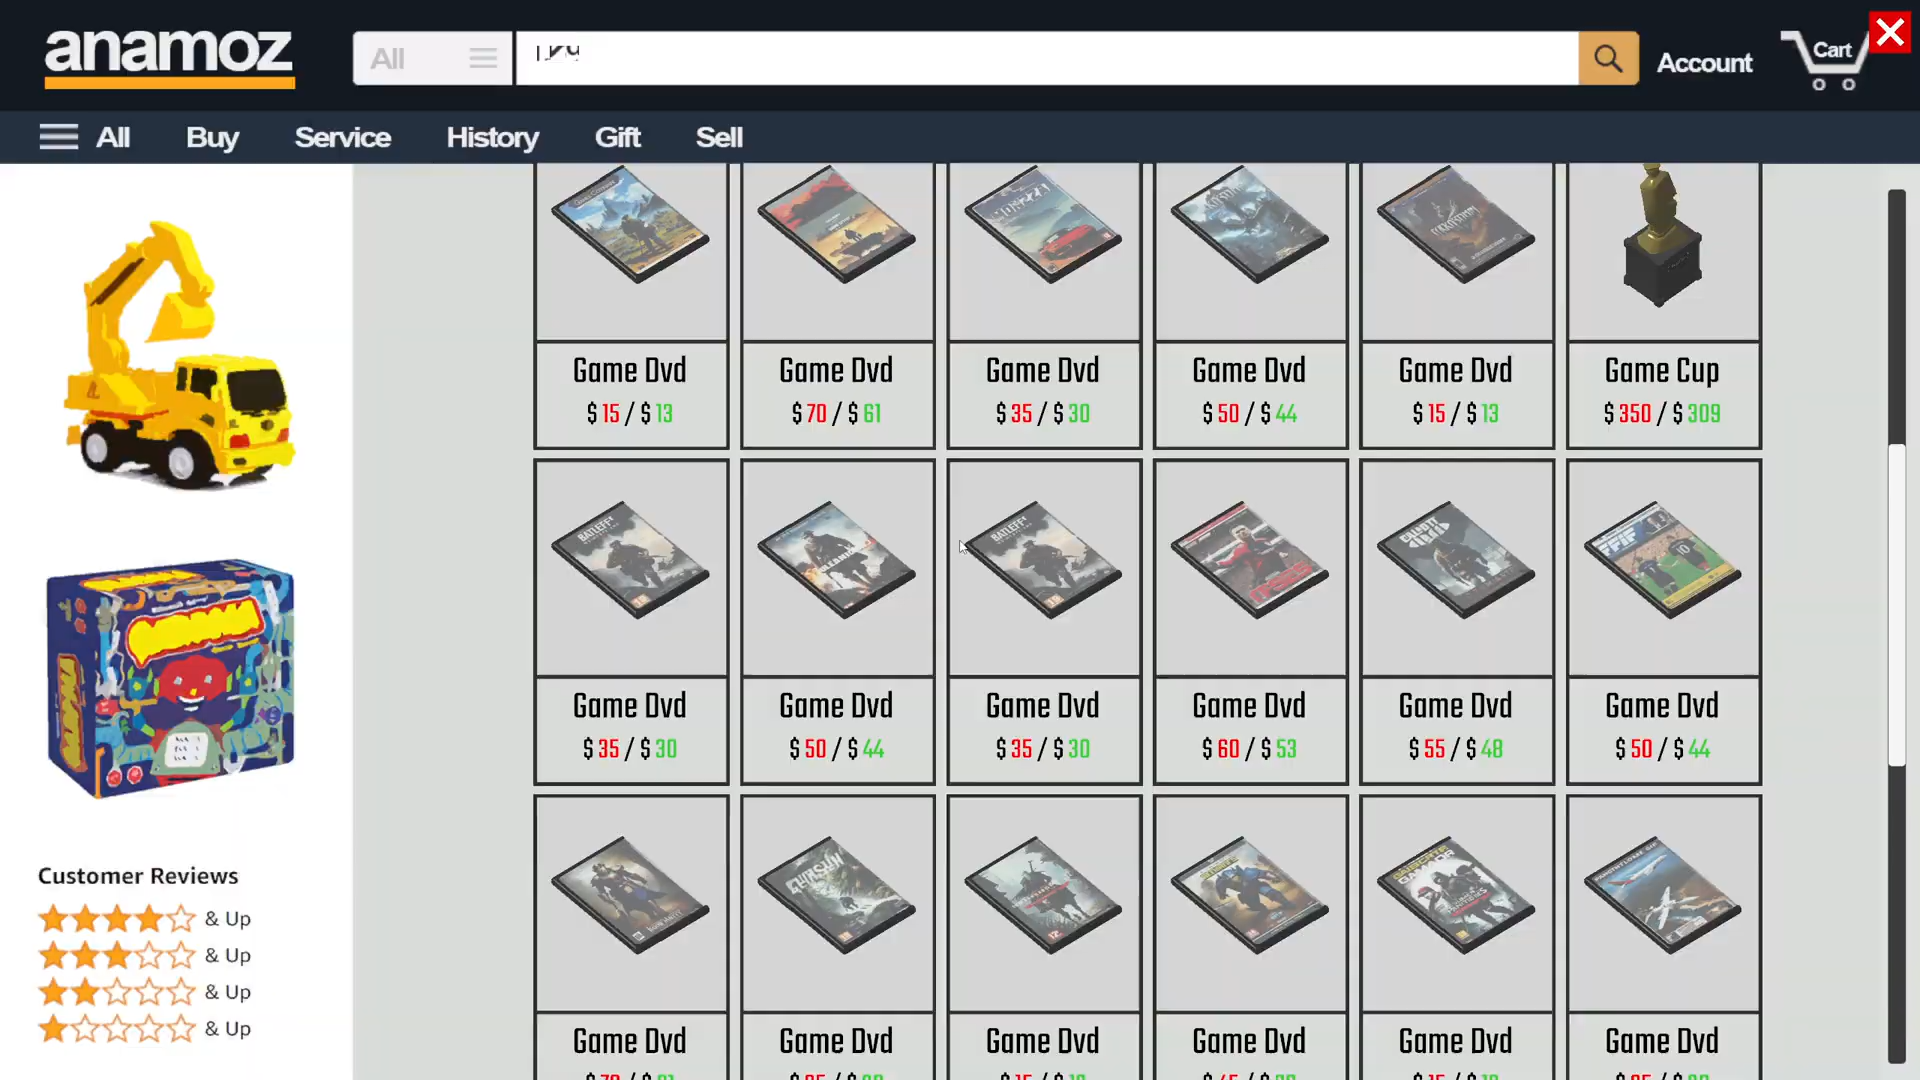 anamoz
All
Account
Cart
All Buy Service History Gift Sell
Game Dvd
$ 15 / $ 13
Game Dvd
$ 70 / $ 61
Game Dvd
$ 35 / $ 30
Game Dvd
$ 50 / $ 44
Game Dvd
$ 15 / $ 13
Game Cup
$ 350 / $ 309
Game Dvd
$ 35 / $ 30
Game Dvd
$ 50 / $ 44
Game Dvd
$ 35 / $ 30
Game Dvd
$ 60 / $ 53
Game Dvd
$ 55 / $ 48
Game Dvd
$ 50 / $ 44
Game Dvd
Game Dvd
Game Dvd
Game Dvd
Game Dvd
Game Dvd
Customer Reviews
& Up
& Up
& Up
& Up